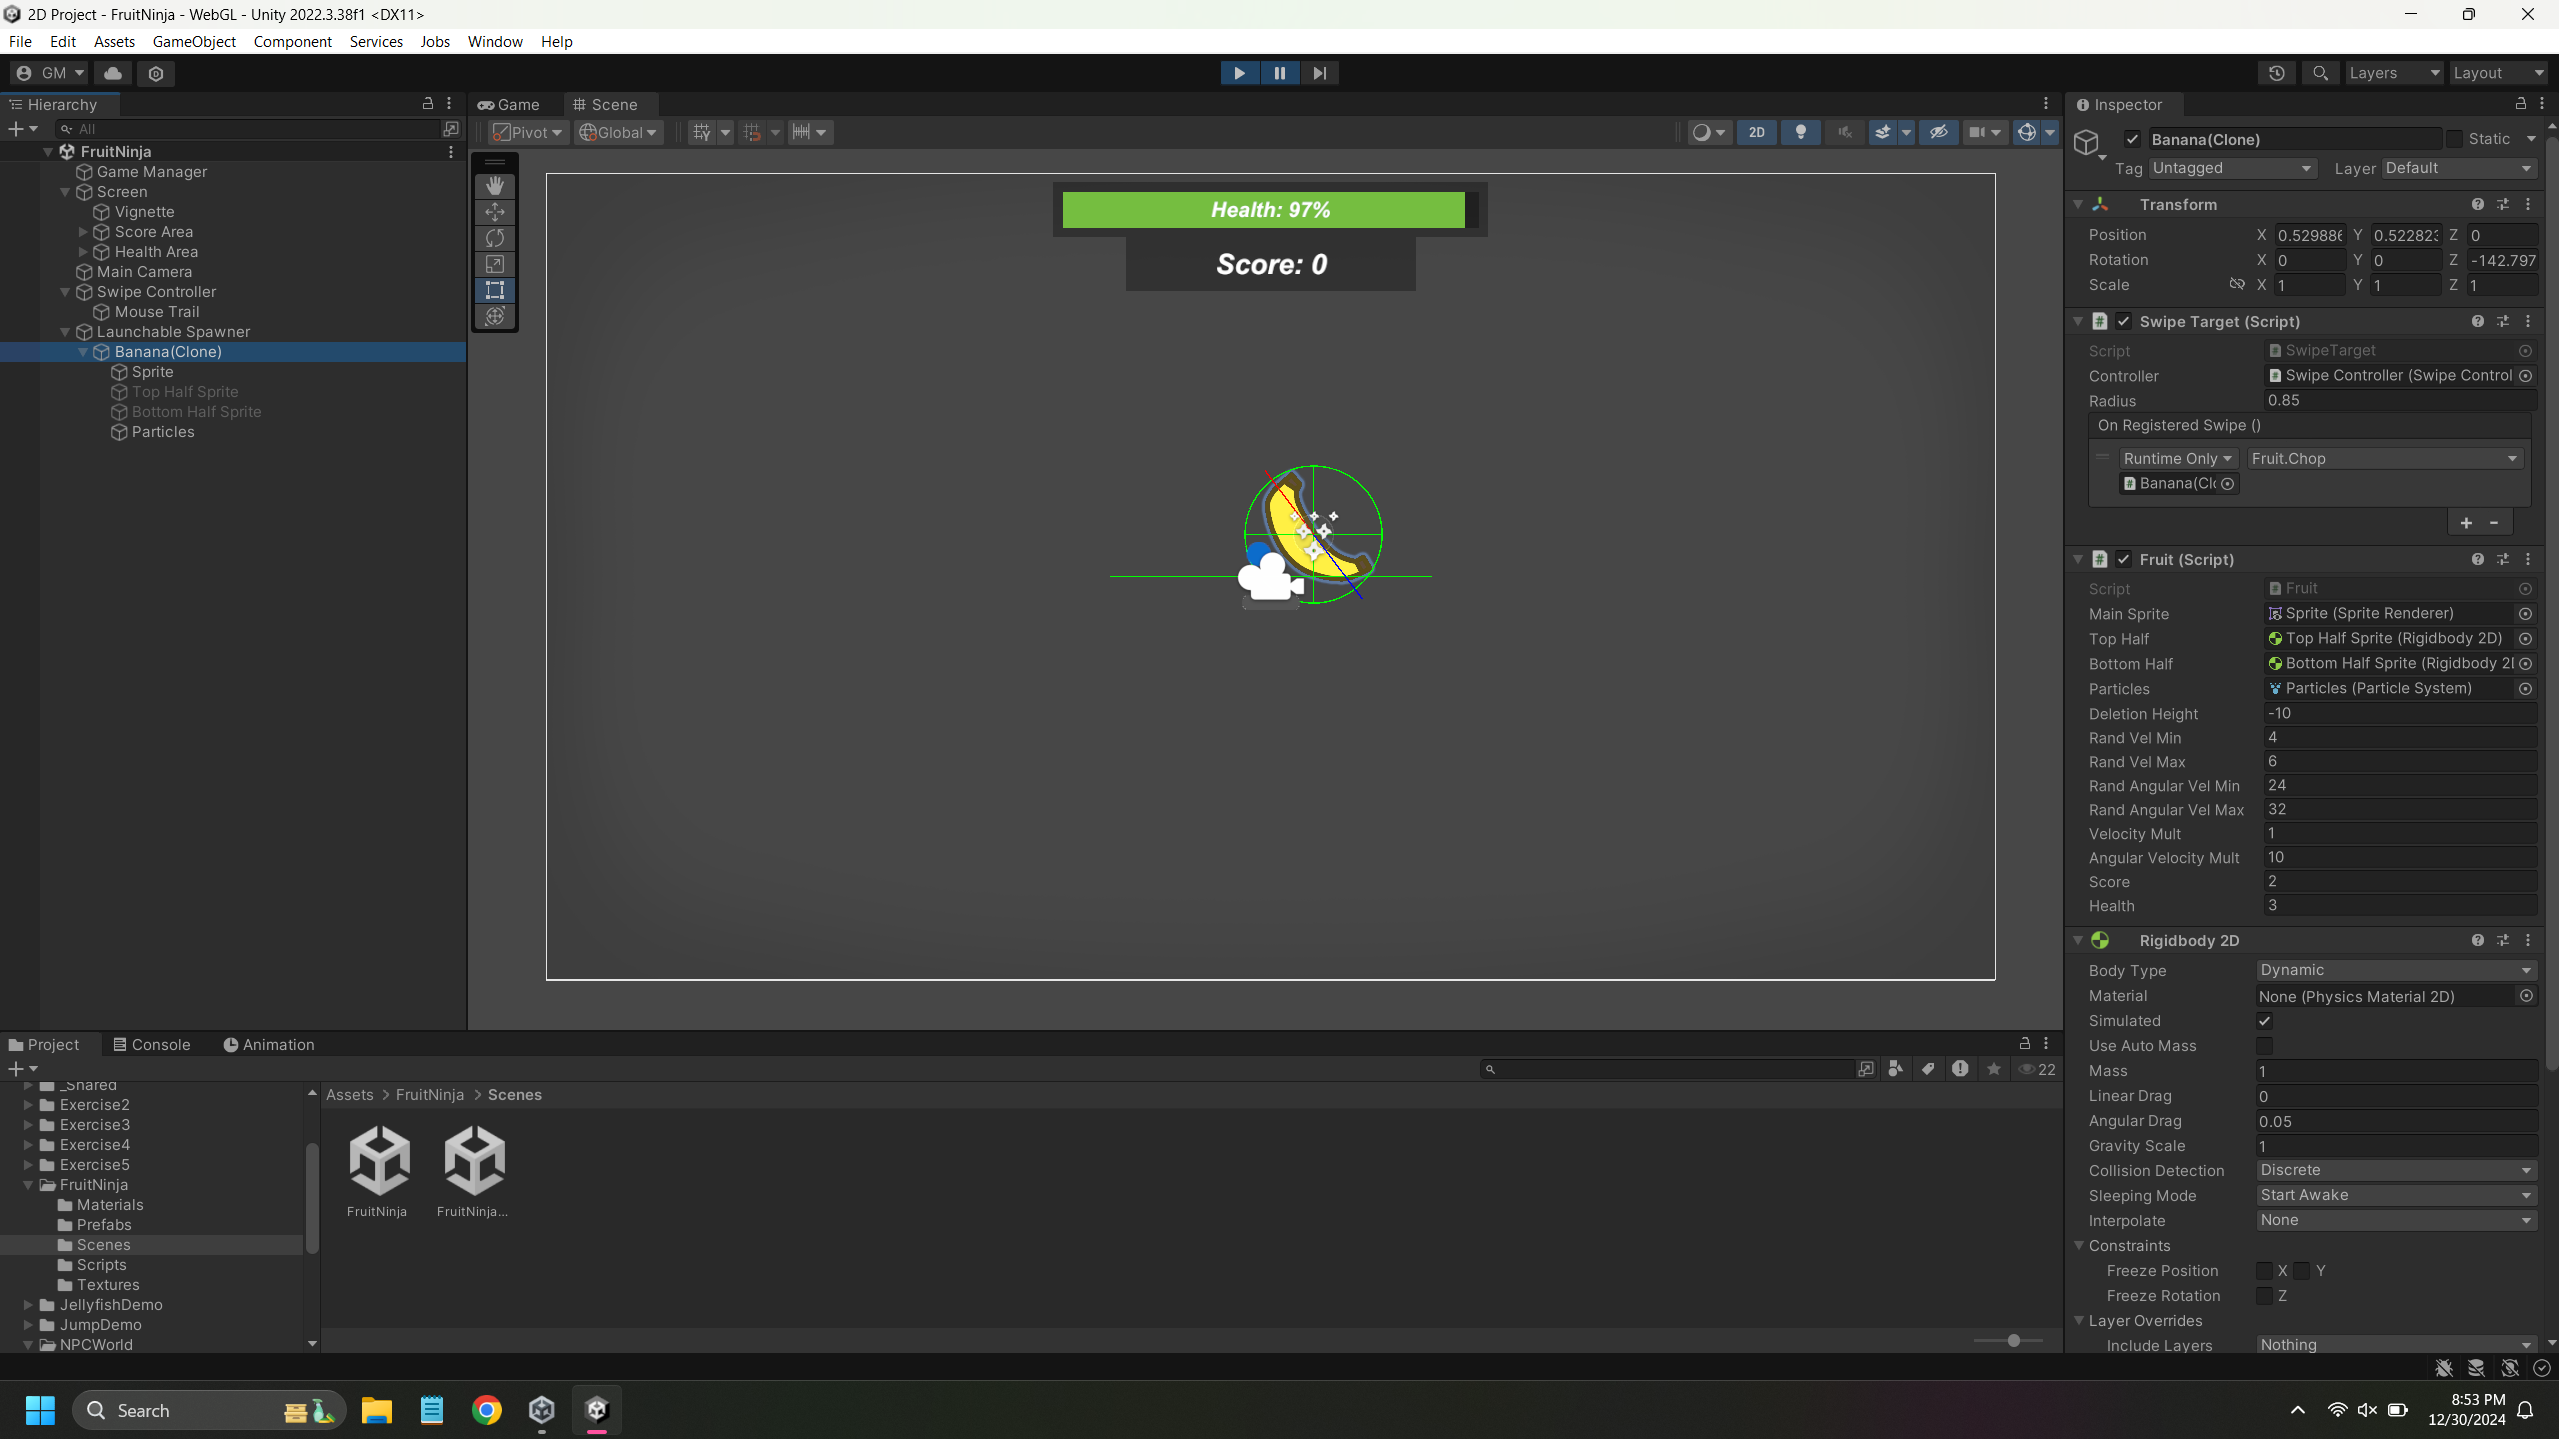 2D Project - FruitNinja - WebGL - Unity 2022.3.38f1 <DX11>
File Edit Assets GameObject Component Services Jobs Window Help
GM
Layers Layout
Hierarchy
All
FruitNinja
Game Manager
Screen
Vignette
Score Area
Health Area
Main Camera
Swipe Controller
Mouse Trail
Launchable Spawner
Banana(Clone)
Sprite
Top Half Sprite
Bottom Half Sprite
Particles
Game Scene
Pivot Global 2D
Health: 97%
Score: 0
Inspector
Banana(Clone) Static
Tag Untagged Layer Default
Transform
Position X 0.529886 Y 0.522823 Z 0
Rotation X 0 Y 0 Z -142.797
Scale X 1 Y 1 Z 1
Swipe Target (Script)
Script SwipeTarget
Controller Swipe Controller (Swipe Control
Radius 0.85
On Registered Swipe ()
Runtime Only Fruit.Chop
Banana(Clo
Fruit (Script)
Script Fruit
Main Sprite Sprite (Sprite Renderer)
Top Half Top Half Sprite (Rigidbody 2D)
Bottom Half Bottom Half Sprite (Rigidbody 2D
Particles Particles (Particle System)
Deletion Height -10
Rand Vel Min 4
Rand Vel Max 6
Rand Angular Vel Min 24
Rand Angular Vel Max 32
Velocity Mult 1
Angular Velocity Mult 10
Score 2
Health 3
Rigidbody 2D
Body Type Dynamic
Material None (Physics Material 2D)
Simulated
Use Auto Mass
Mass 1
Linear Drag 0
Angular Drag 0.05
Gravity Scale 1
Collision Detection Discrete
Sleeping Mode Start Awake
Interpolate None
Constraints
Freeze Position X Y
Freeze Rotation Z
Layer Overrides
Include Layers Nothing
Project Console Animation
22
_Shared
Exercise2
Exercise3
Exercise4
Exercise5
FruitNinja
Materials
Prefabs
Scenes
Scripts
Textures
JellyfishDemo
JumpDemo
NPCWorld
Assets > FruitNinja > Scenes
FruitNinja FruitNinja...
Search
8:53 PM
12/30/2024